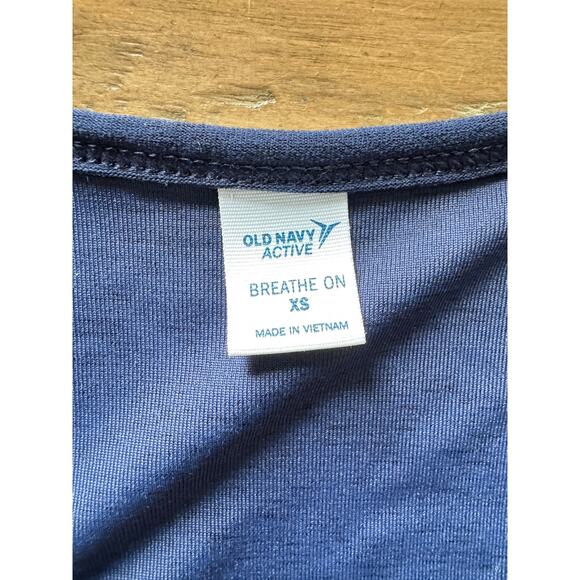 OLD NAVY
ACTIVE
BREATHE ON
XS
MADE IN VIETNAM